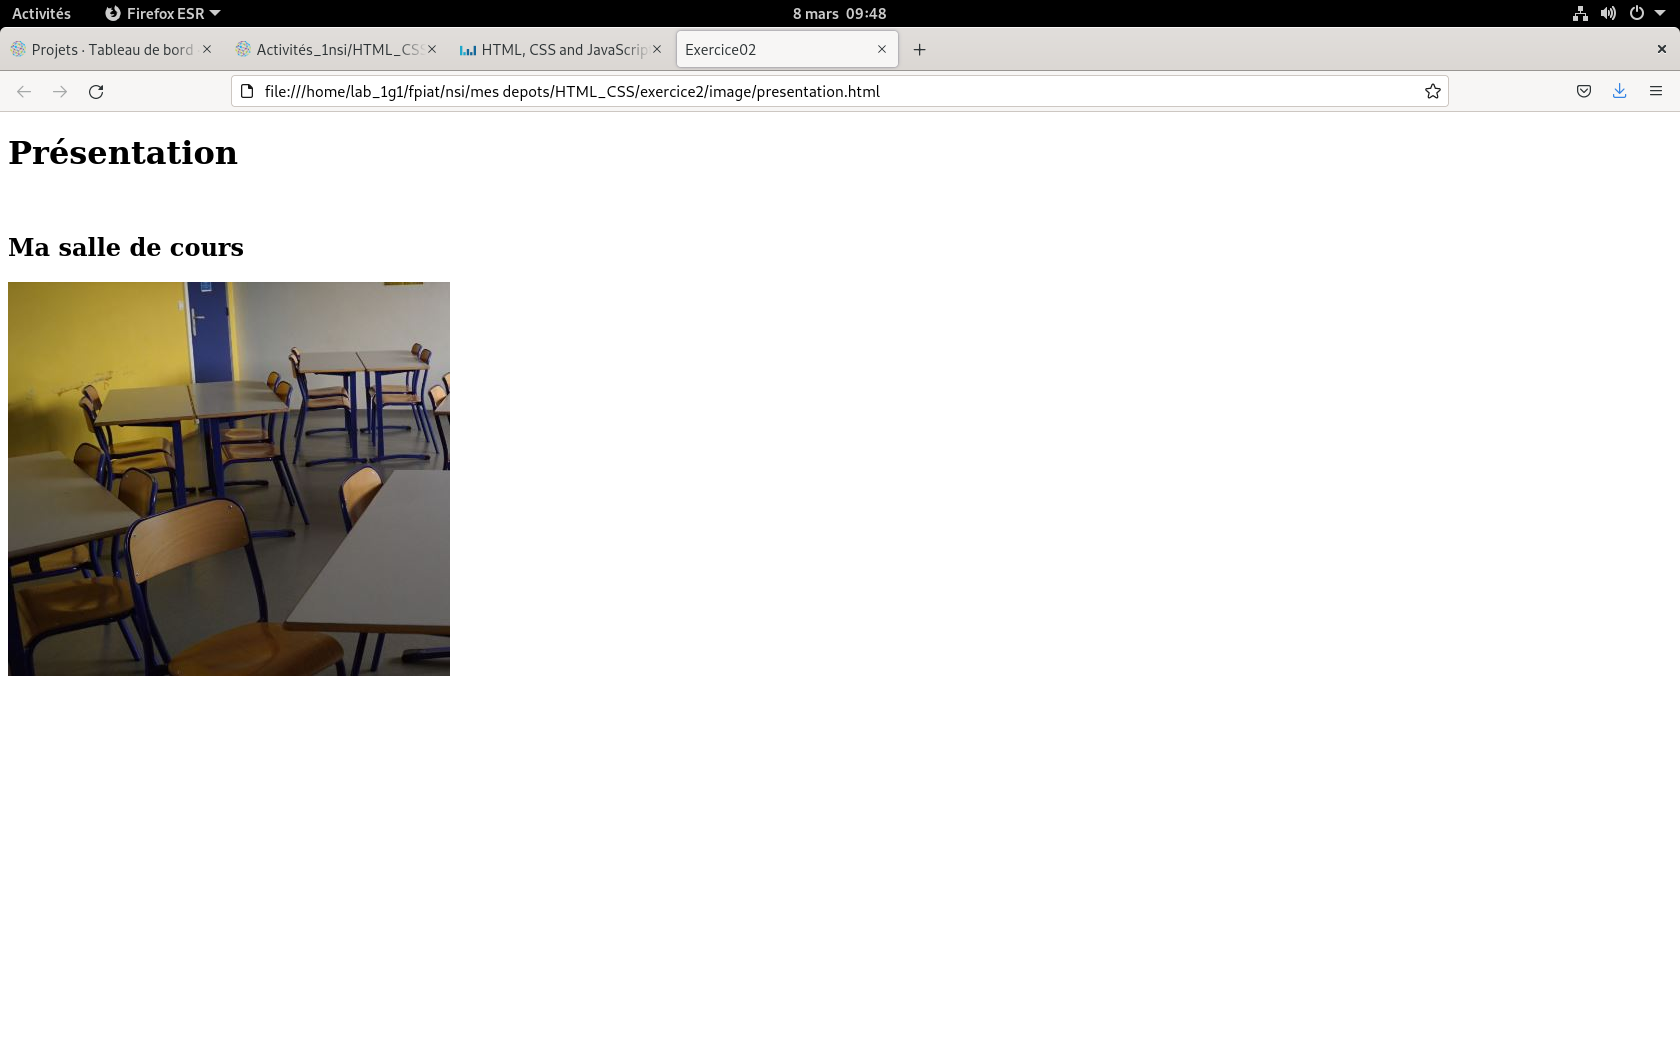 Activités Firefox ESR 8 mars 09:48
Projets · Tableau de bord Activités_1nsi/HTML_CSS HTML, CSS and JavaScrip Exercice02
file:///home/lab_1g1/fpiat/nsi/mes depots/HTML_CSS/exercice2/image/presentation.html
Présentation
Ma salle de cours